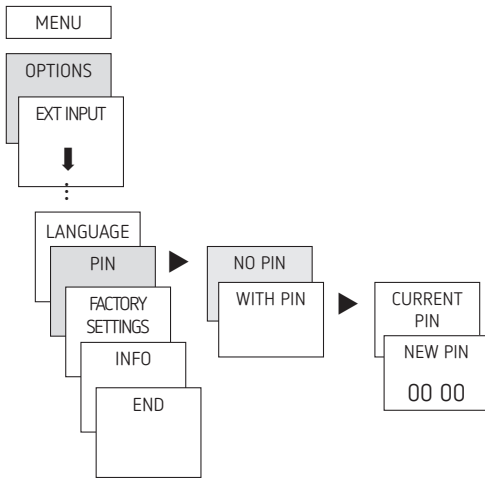 MENU
OPTIONS
EXT INPUT
LANGUAGE
PIN
NO PIN
WITH PIN
CURRENT
PIN
NEW PIN
00 00
FACTORY
SETTINGS
INFO
END